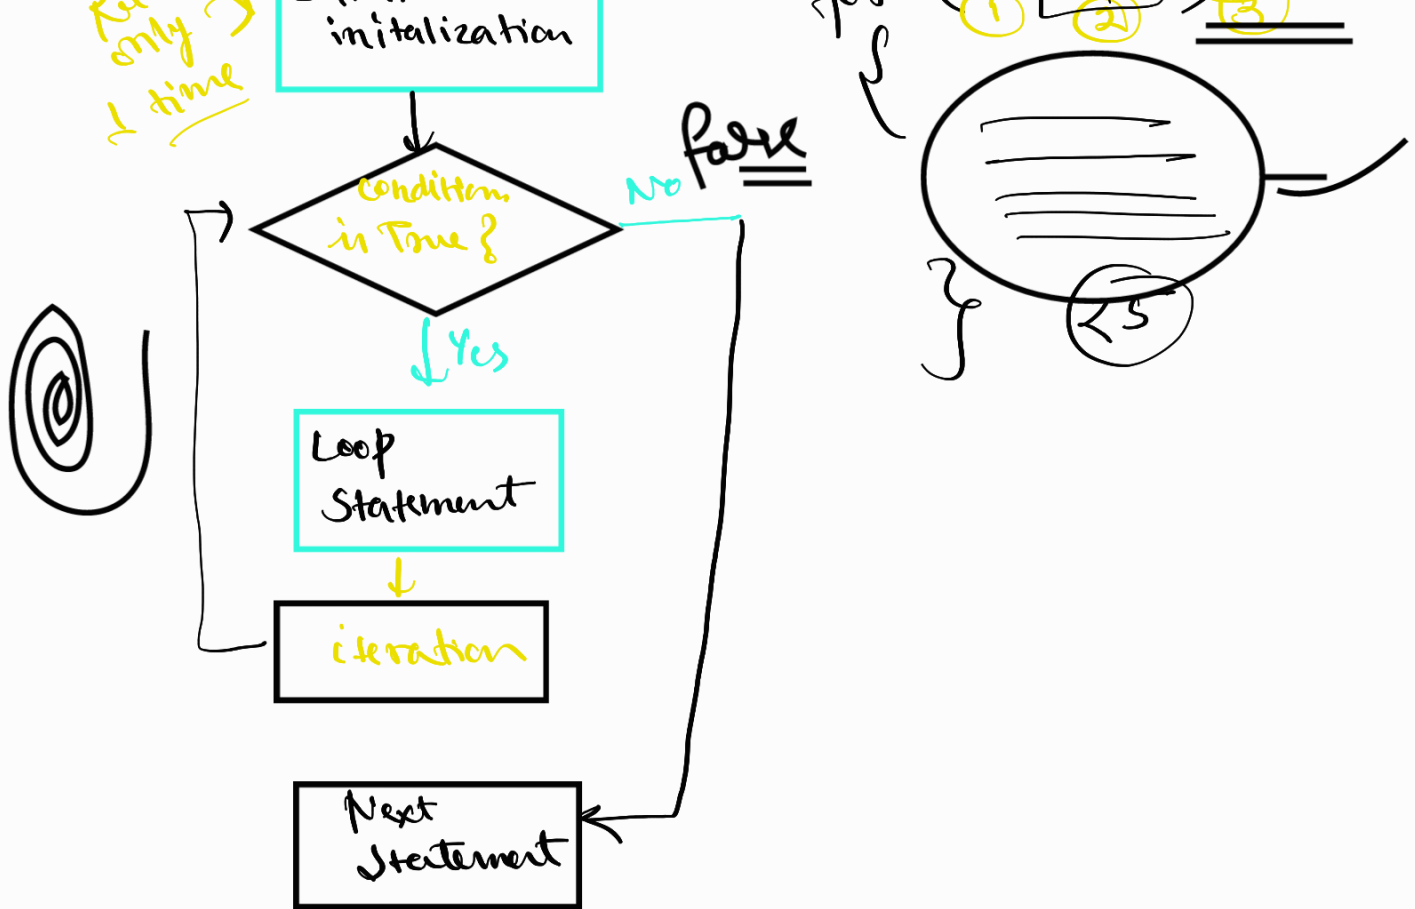 only
1 time
initalization
1
2
3
false
No
condition
is True?
Yes
<5
Loop
Statement
iteration
Next
Statement